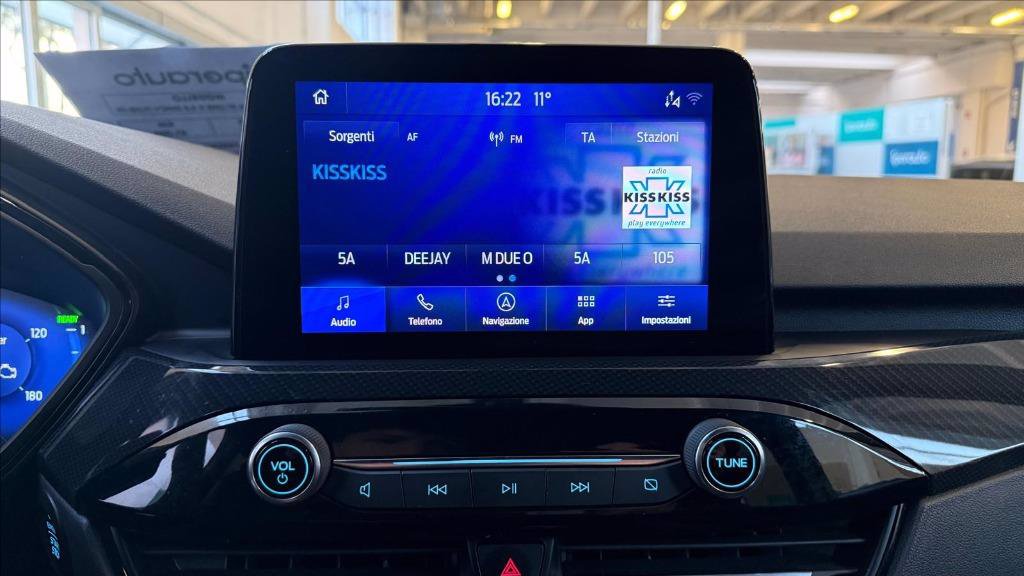 16:22 11°
Sorgenti AF FM TA Stazioni
KISSKISS
radio
KISSKISS
play everywhere
5A DEEJAY M DUE O 5A 105
Audio Telefono Navigazione App Impostazioni
READY
120
180
VOL
TUNE